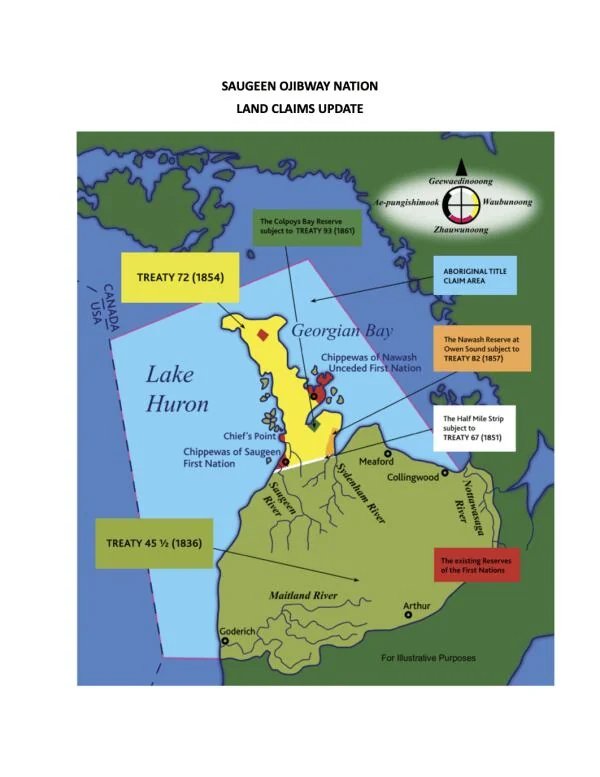 SAUGEEN OJIBWAY NATION
LAND CLAIMS UPDATE
Geewaedinooong
Ae-pungishimook
Waubunoong
Zhauwunoong
The Colpoys Bay Reserve
subject to TREATY 93 (1861)
TREATY 72 (1854)
ABORIGINAL TITLE
CLAIM AREA
CANADA
USA
Georgian Bay
Lake
Huron
The Nawash Reserve at
Owen Sound subject to
TREATY 82 (1857)
Chippewas of Nawash
Unceded First Nation
The Half Mile Strip
subject to
TREATY 67 (1851)
Chief's Point
Chippewas of Saugeen
First Nation
Meaford
Collingwood
Saugeen
River
Sydenham River
Nottawasaga
River
TREATY 45 ½ (1836)
The existing Reserves
of the First Nations
Maitland River
Arthur
Goderich
For Illustrative Purposes